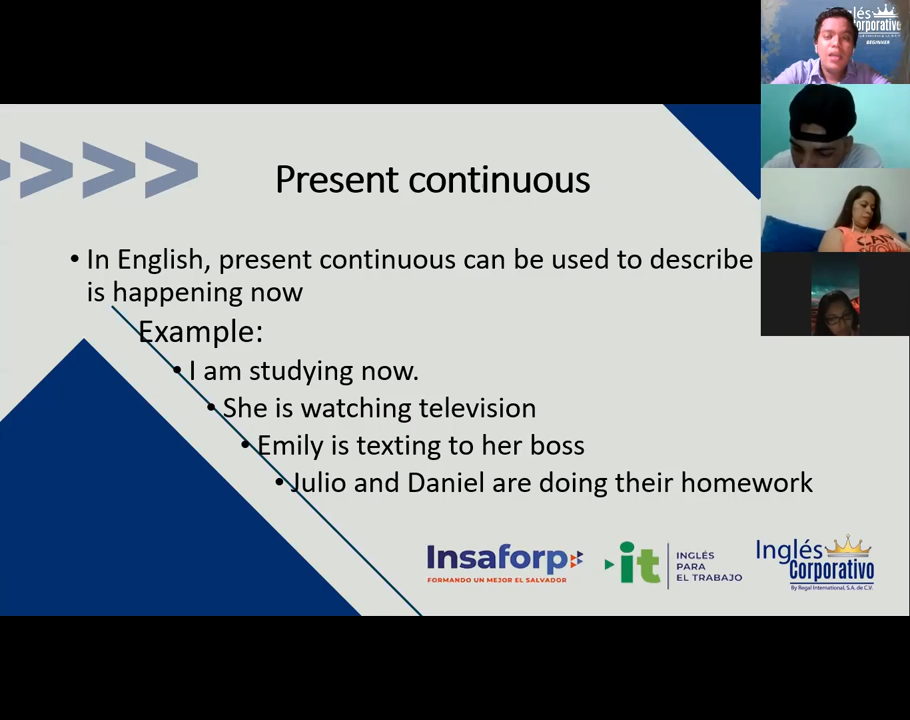 Present continuous
• In English, present continuous can be used to describe
is happening now
Example:
• I am studying now.
• She is watching television
• Emily is texting to her boss
• Julio and Daniel are doing their homework
Insaforp
FORMANDO UN MEJOR EL SALVADOR
it
INGLÉS
PARA
EL TRABAJO
Inglés
Corporativo
By Regal International, S.A. de C.V.
BEGINNER